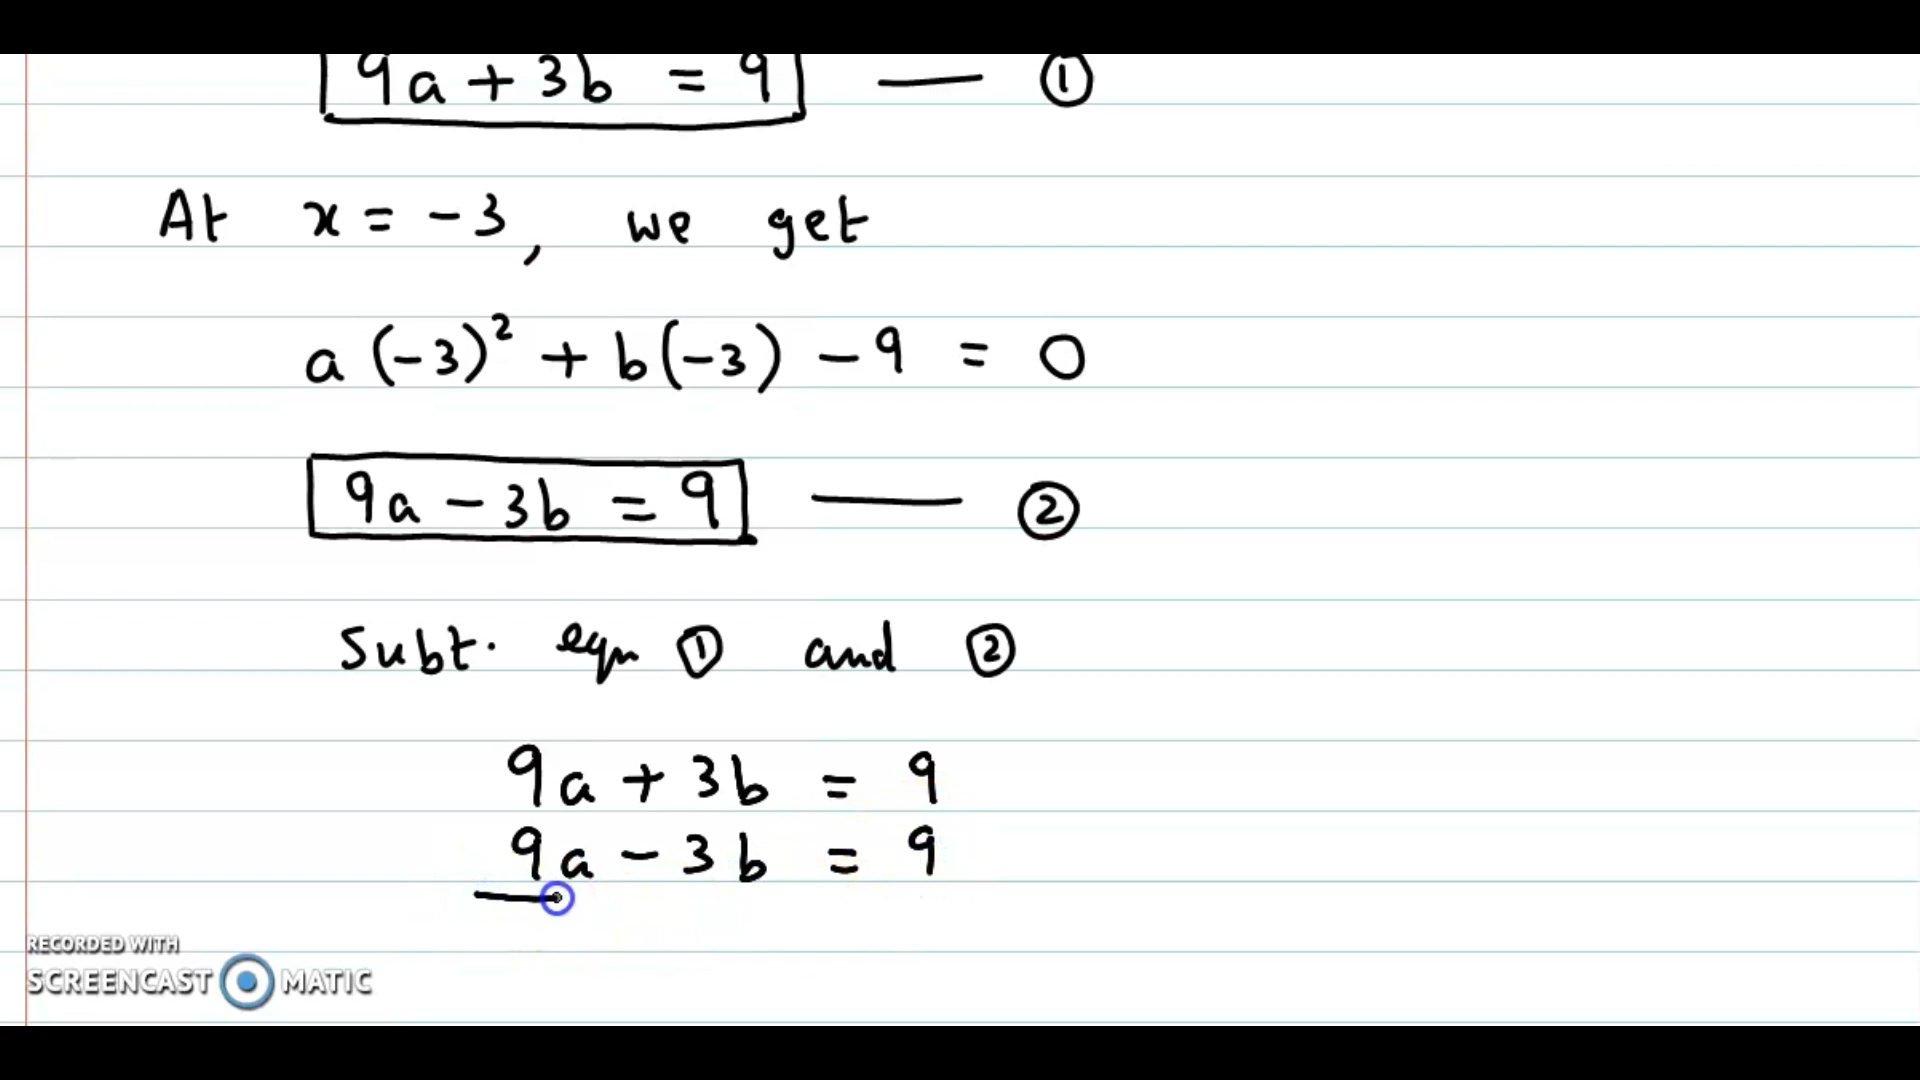 9a + 3b = 9 —— ①
At x = -3, we get
a (-3)² + b(-3) - 9 = 0
9a - 3b = 9 —— ②
Subt. eqn ① and ②
9a + 3b = 9
9a - 3b = 9
RECORDED WITH
SCREENCAST MATIC